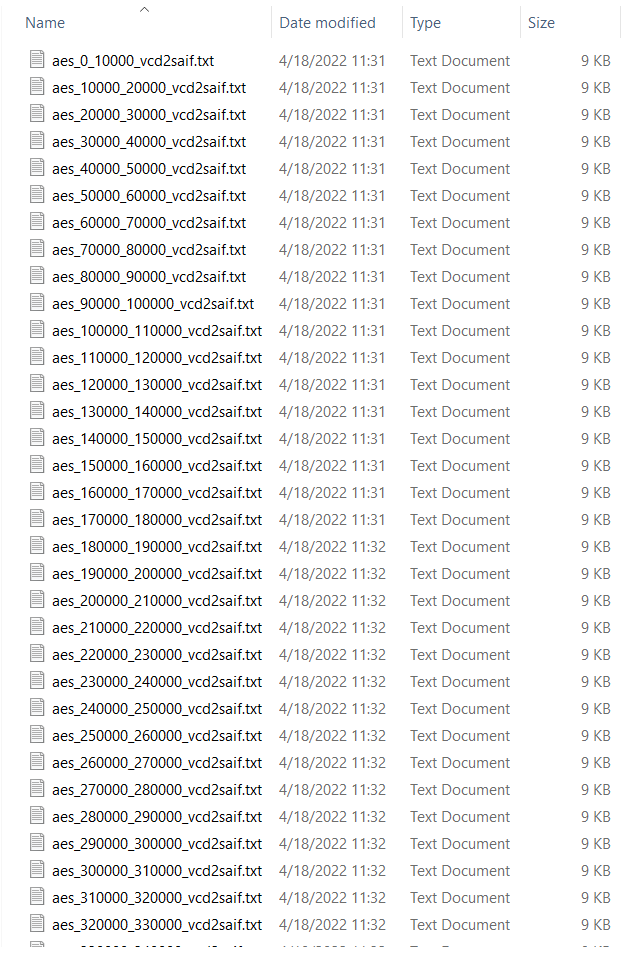 Name Date modified Type Size
aes_0_10000_vcd2saif.txt 4/18/2022 11:31 Text Document 9 KB
aes_10000_20000_vcd2saif.txt 4/18/2022 11:31 Text Document 9 KB
aes_20000_30000_vcd2saif.txt 4/18/2022 11:31 Text Document 9 KB
aes_30000_40000_vcd2saif.txt 4/18/2022 11:31 Text Document 9 KB
aes_40000_50000_vcd2saif.txt 4/18/2022 11:31 Text Document 9 KB
aes_50000_60000_vcd2saif.txt 4/18/2022 11:31 Text Document 9 KB
aes_60000_70000_vcd2saif.txt 4/18/2022 11:31 Text Document 9 KB
aes_70000_80000_vcd2saif.txt 4/18/2022 11:31 Text Document 9 KB
aes_80000_90000_vcd2saif.txt 4/18/2022 11:31 Text Document 9 KB
aes_90000_100000_vcd2saif.txt 4/18/2022 11:31 Text Document 9 KB
aes_100000_110000_vcd2saif.txt 4/18/2022 11:31 Text Document 9 KB
aes_110000_120000_vcd2saif.txt 4/18/2022 11:31 Text Document 9 KB
aes_120000_130000_vcd2saif.txt 4/18/2022 11:31 Text Document 9 KB
aes_130000_140000_vcd2saif.txt 4/18/2022 11:31 Text Document 9 KB
aes_140000_150000_vcd2saif.txt 4/18/2022 11:31 Text Document 9 KB
aes_150000_160000_vcd2saif.txt 4/18/2022 11:31 Text Document 9 KB
aes_160000_170000_vcd2saif.txt 4/18/2022 11:31 Text Document 9 KB
aes_170000_180000_vcd2saif.txt 4/18/2022 11:31 Text Document 9 KB
aes_180000_190000_vcd2saif.txt 4/18/2022 11:32 Text Document 9 KB
aes_190000_200000_vcd2saif.txt 4/18/2022 11:32 Text Document 9 KB
aes_200000_210000_vcd2saif.txt 4/18/2022 11:32 Text Document 9 KB
aes_210000_220000_vcd2saif.txt 4/18/2022 11:32 Text Document 9 KB
aes_220000_230000_vcd2saif.txt 4/18/2022 11:32 Text Document 9 KB
aes_230000_240000_vcd2saif.txt 4/18/2022 11:32 Text Document 9 KB
aes_240000_250000_vcd2saif.txt 4/18/2022 11:32 Text Document 9 KB
aes_250000_260000_vcd2saif.txt 4/18/2022 11:32 Text Document 9 KB
aes_260000_270000_vcd2saif.txt 4/18/2022 11:32 Text Document 9 KB
aes_270000_280000_vcd2saif.txt 4/18/2022 11:32 Text Document 9 KB
aes_280000_290000_vcd2saif.txt 4/18/2022 11:32 Text Document 9 KB
aes_290000_300000_vcd2saif.txt 4/18/2022 11:32 Text Document 9 KB
aes_300000_310000_vcd2saif.txt 4/18/2022 11:32 Text Document 9 KB
aes_310000_320000_vcd2saif.txt 4/18/2022 11:32 Text Document 9 KB
aes_320000_330000_vcd2saif.txt 4/18/2022 11:32 Text Document 9 KB